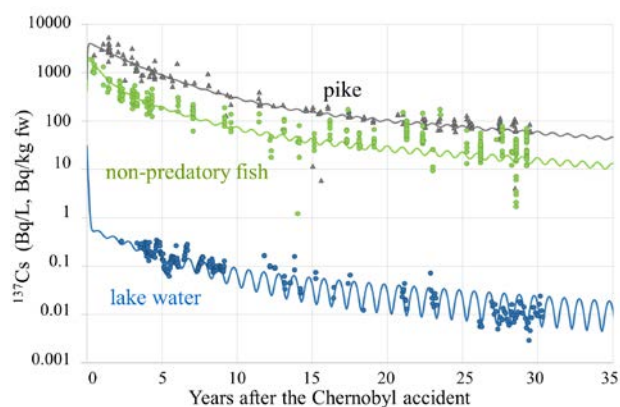 10000
1000
100
10
1
0.1
0.01
0.001
¹³⁷Cs (Bq/L, Bq/kg fw)
pike
non-predatory fish
lake water
0 5 10 15 20 25 30 35
Years after the Chernobyl accident